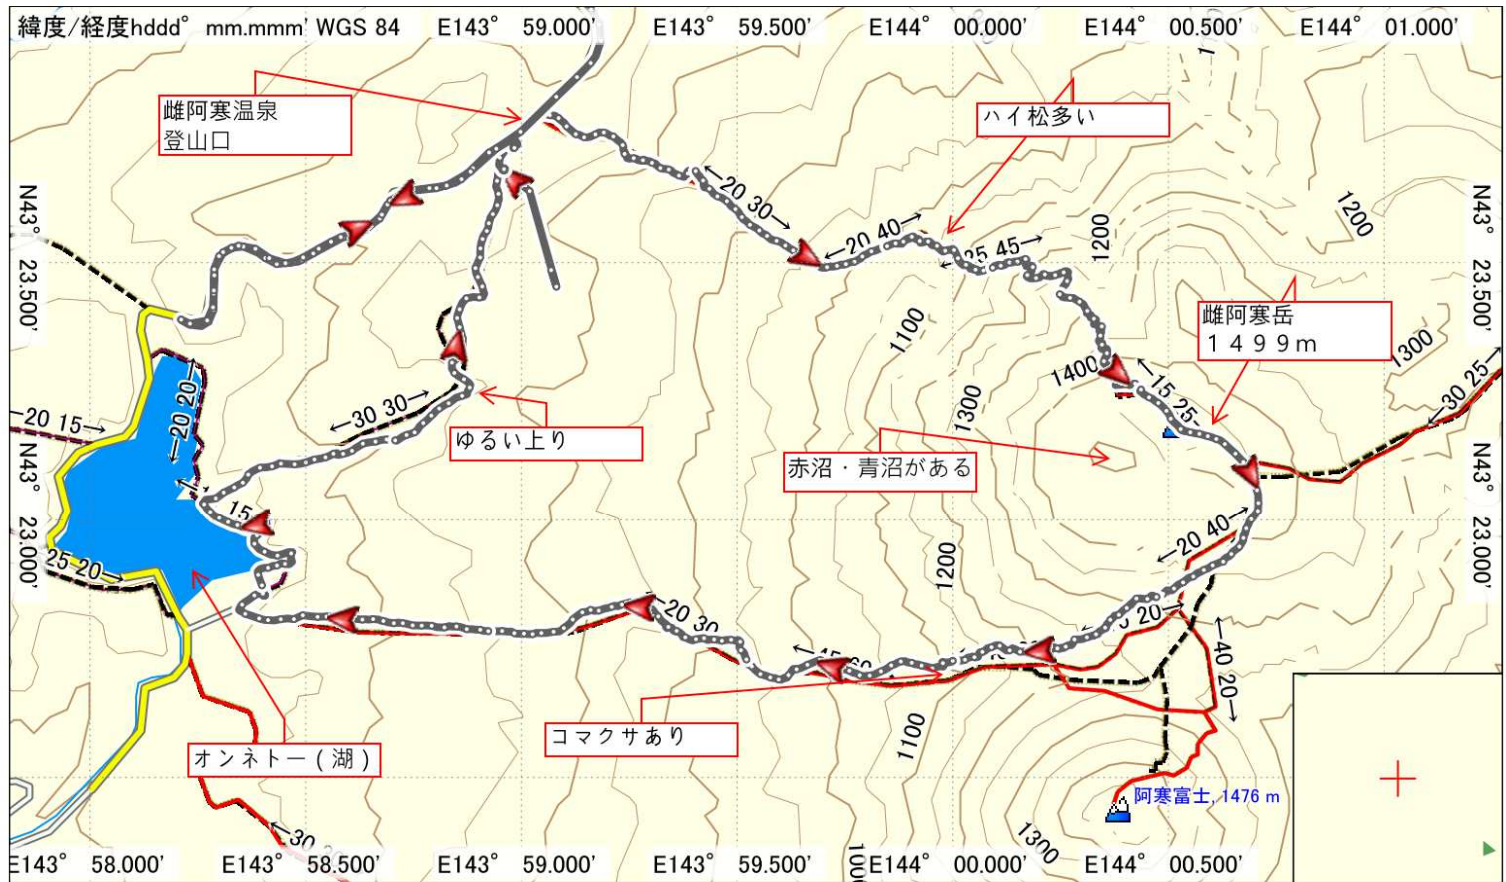 緯度/経度hddd° mm.mmm' WGS 84
E143° 59.000'
E143° 59.500'
E144° 00.000'
E144° 00.500'
E144° 01.000'
雌阿寒温泉
登山口
ハイ松多い
N43° 23.500'
N43° 23.500'
←20 30→
←20 40→
←25 45→
1200
1200
1100
雌阿寒岳
1499m
1300
1400
←15 25→
1300
←30 25→
←20 20→
←20 15→
←30 30→
ゆるい上り
赤沼・青沼がある
N43° 23.000'
N43° 23.000'
15
←20 40→
25 20→
1200
←20 30
20→
←40 20→
コマクサあり
1100
オンネトー(湖)
阿寒富士, 1476 m
←30
1300
E143° 58.000'
E143° 58.500'
E143° 59.000'
E143° 59.500'
E144° 00.000'
E144° 00.500'